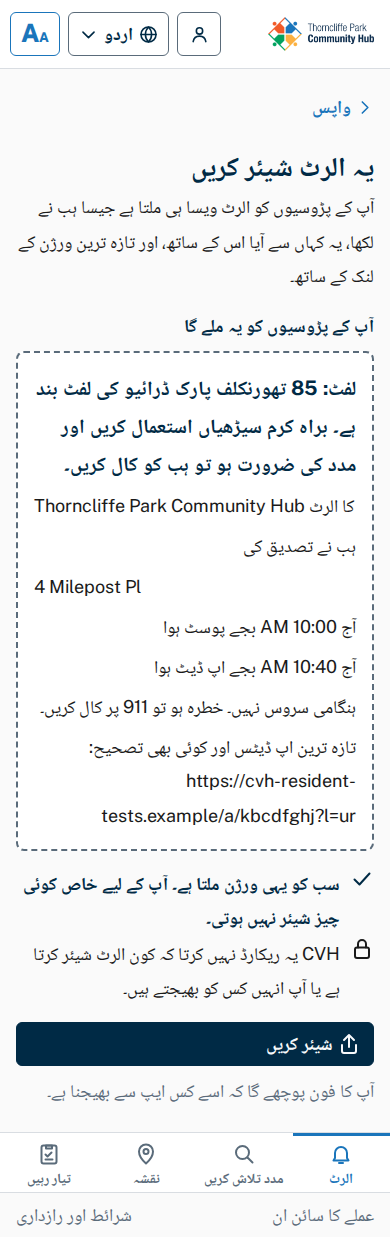 Thorncliffe Park
Community Hub
اردو
AA
واپس
یہ الرٹ شیئر کریں
آپ کے پڑوسیوں کو الرٹ ویسا ہی ملتا ہے جیسا ہب نے
لکھا، یہ کہاں سے آیا اس کے ساتھ، اور تازہ ترین ورژن کے
لنک کے ساتھ۔
آپ کے پڑوسیوں کو یہ ملے گا
لفٹ: 85 تھورنکلف پارک ڈرائیو کی لفٹ بند
ہے۔ براہ کرم سیڑھیاں استعمال کریں اور
مدد کی ضرورت ہو تو ہب کو کال کریں۔
Thorncliffe Park Community Hub کا الرٹ
ہب نے تصدیق کی
4 Milepost Pl
آج 10:00 AM بجے پوسٹ ہوا
آج 10:40 AM بجے اپ ڈیٹ ہوا
ہنگامی سروس نہیں۔ خطرہ ہو تو 911 پر کال کریں۔
تازہ ترین اپ ڈیٹس اور کوئی بھی تصحیح:
https://cvh-resident-
tests.example/a/kbcdfghj?l=ur
سب کو یہی ورژن ملتا ہے۔ آپ کے لیے خاص کوئی
چیز شیئر نہیں ہوتی۔
CVH یہ ریکارڈ نہیں کرتا کہ کون الرٹ شیئر کرتا
ہے یا آپ انہیں کس کو بھیجتے ہیں۔
شیئر کریں
آپ کا فون پوچھے گا کہ اسے کس ایپ سے بھیجنا ہے۔
الرٹ
مدد تلاش کریں
نقشہ
تیار رہیں
عملے کا سائن ان
شرائط اور رازداری